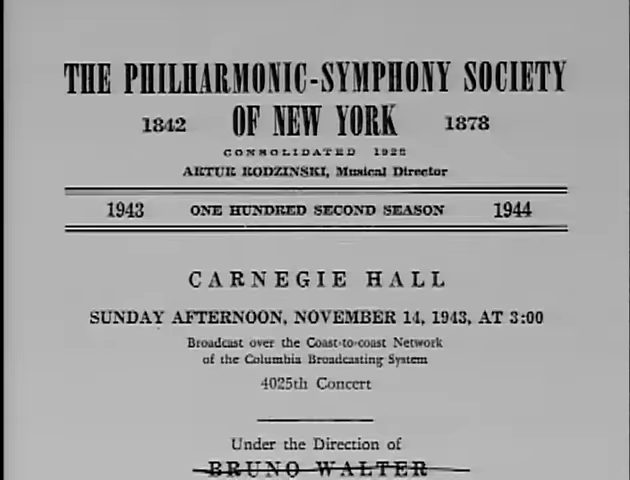 THE PHILHARMONIC-SYMPHONY SOCIETY
1842 OF NEW YORK 1878
CONSOLIDATED 1928
ARTUR RODZINSKI, Musical Director
1943 ONE HUNDRED SECOND SEASON 1944
CARNEGIE HALL
SUNDAY AFTERNOON, NOVEMBER 14, 1943, AT 3:00
Broadcast over the Coast-to-coast Network
of the Columbia Broadcasting System
4025th Concert
Under the Direction of
BRUNO WALTER